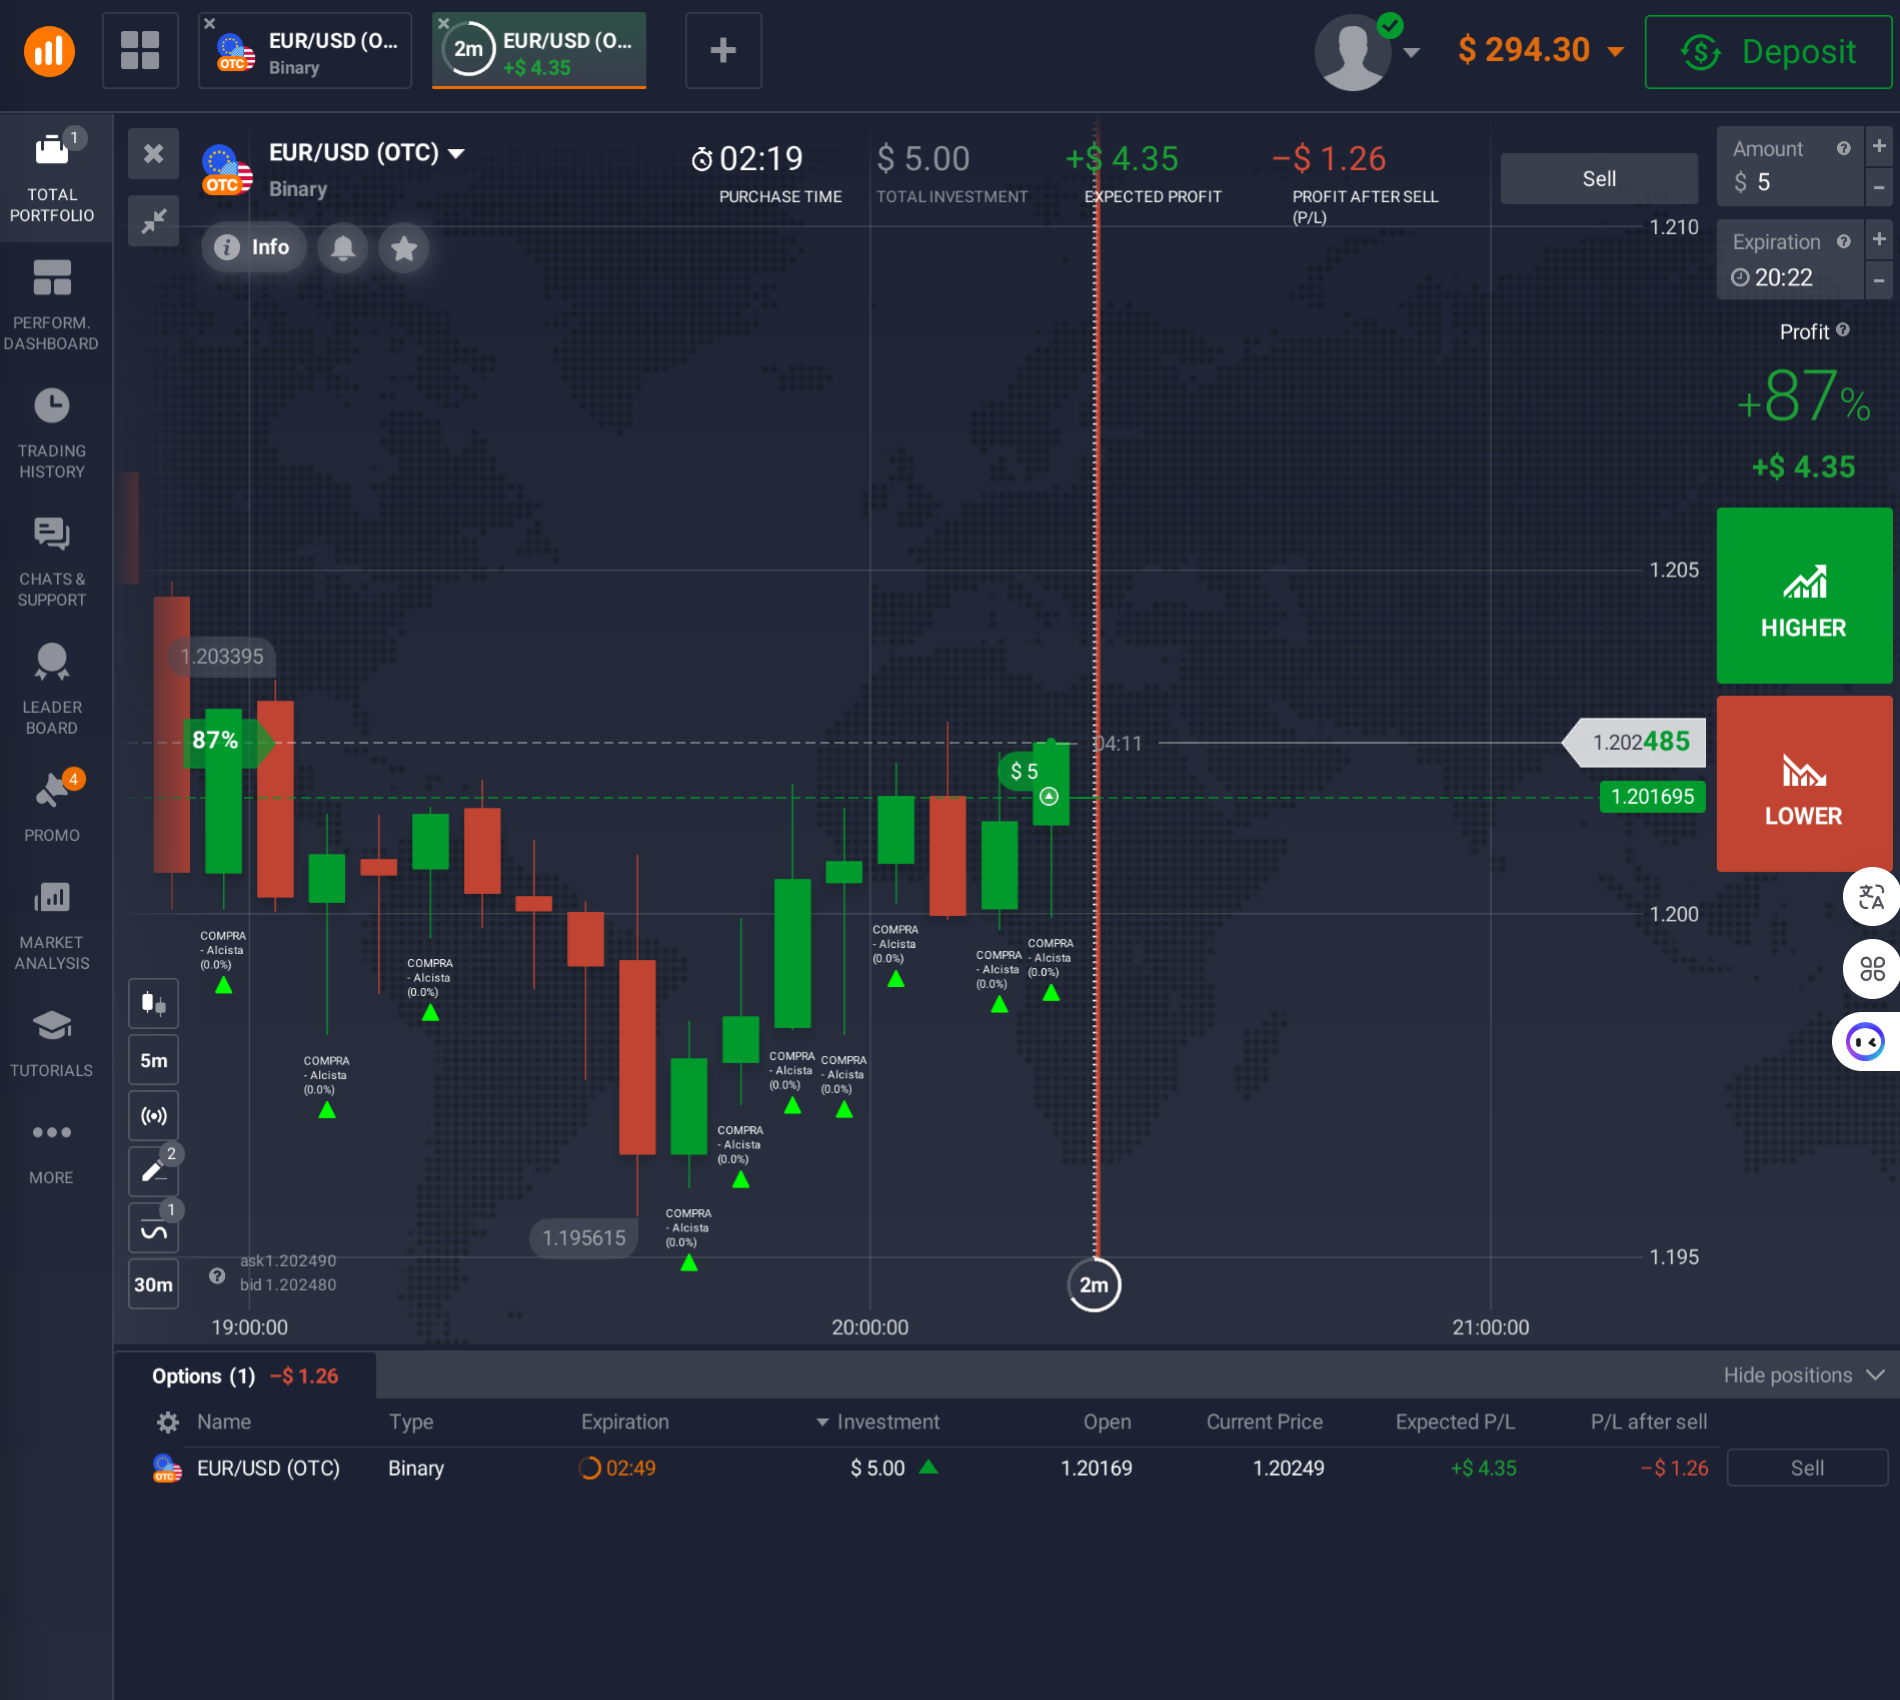 EUR/USD (O...
Binary
OTC
2m
EUR/USD (O...
+$ 4.35
$ 294.30
Deposit
1
TOTAL
PORTFOLIO
PERFORM.
DASHBOARD
TRADING
HISTORY
CHATS &
SUPPORT
LEADER
BOARD
4
PROMO
MARKET
ANALYSIS
TUTORIALS
MORE
EUR/USD (OTC)
OTC
Binary
Info
02:19
PURCHASE TIME
$ 5.00
TOTAL INVESTMENT
+$ 4.35
EXPECTED PROFIT
−$ 1.26
PROFIT AFTER SELL
(P/L)
Sell
Amount
$ 5
Expiration
20:22
Profit
+87%
+$ 4.35
HIGHER
LOWER
1.210
1.205
1.200
1.195
1.203395
87%
$ 5
04:11
1.202485
1.201695
COMPRA
- Alcista
(0.0%)
COMPRA
- Alcista
(0.0%)
COMPRA
- Alcista
(0.0%)
COMPRA
- Alcista
(0.0%)
COMPRA
- Alcista
(0.0%)
COMPRA
- Alcista
(0.0%)
COMPRA
- Alcista
(0.0%)
COMPRA
- Alcista
(0.0%)
COMPRA
- Alcista
(0.0%)
COMPRA
- Alcista
(0.0%)
1.195615
5m
2
1
30m
ask 1.202490
bid 1.202480
2m
19:00:00
20:00:00
21:00:00
Options (1) −$ 1.26
Hide positions
Name Type Expiration Investment Open Current Price Expected P/L P/L after sell
OTC EUR/USD (OTC) Binary 02:49 $ 5.00 1.20169 1.20249 +$ 4.35 −$ 1.26 Sell